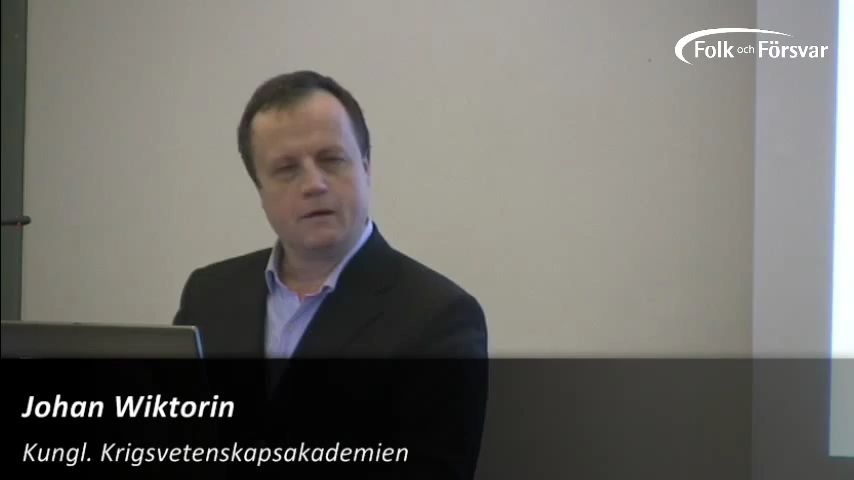 Folk och Försvar
Johan Wiktorin
Kungl. Krigsvetenskapsakademien